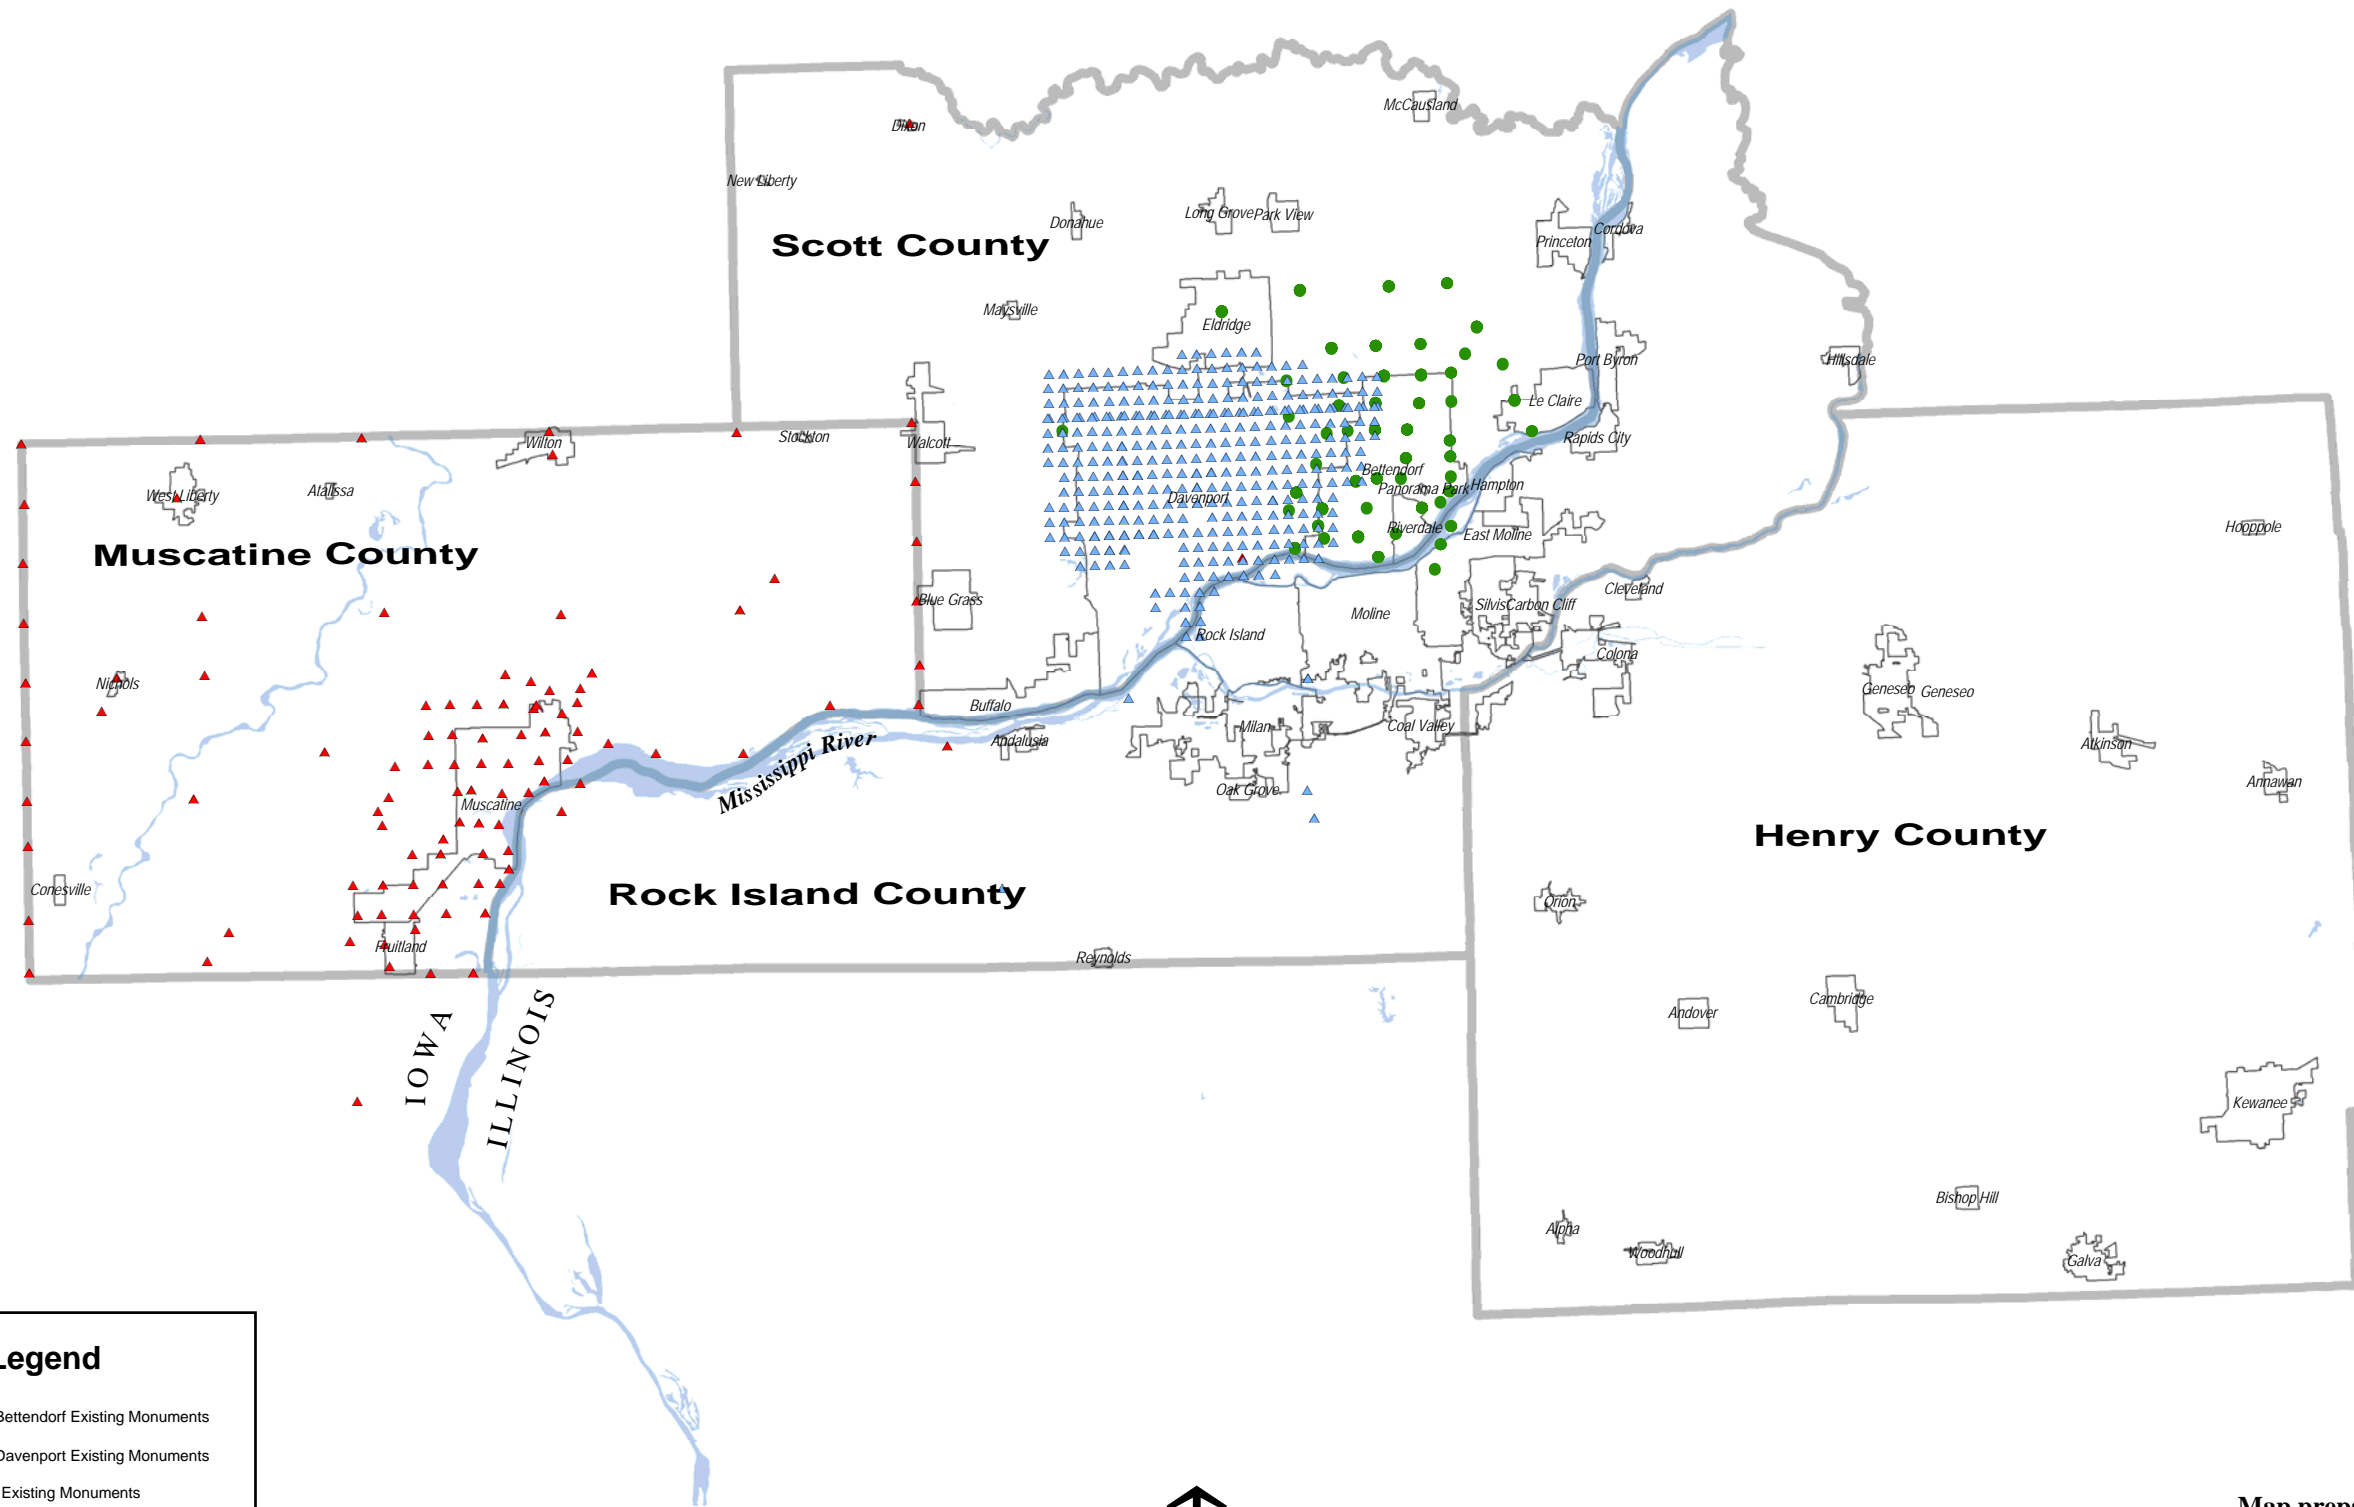 McCausland
Dixon
New Liberty
Donahue
Long Grove
Park View
Cordova
Princeton
Scott County
Maysville
Eldridge
Port Byron
Hillsdale
Le Claire
Stockton
Walcott
Wilton
Rapids City
Bettendorf
Panorama Park
Hampton
West Liberty
Atalissa
Davenport
Riverdale
East Moline
Hooppole
Muscatine County
Cleveland
Blue Grass
Silvis
Carbon Cliff
Moline
Rock Island
Colona
Nichols
Geneseo
Geneseo
Buffalo
Milan
Coal Valley
Andalusia
Atkinson
Mississippi River
Annawan
Oak Grove
Muscatine
Henry County
Conesville
Rock Island County
Orion
Fruitland
Reynolds
Cambridge
Andover
IOWA
ILLINOIS
Kewanee
Bishop Hill
Alpha
Woodhull
Galva
Legend
Bettendorf Existing Monuments
Davenport Existing Monuments
Existing Monuments